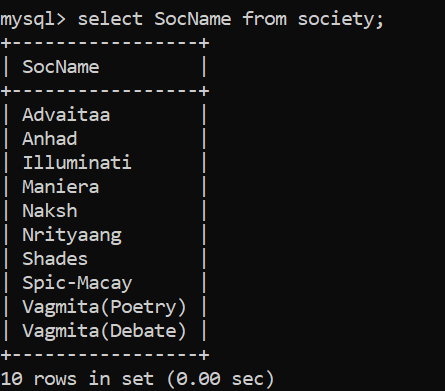 mysql> select SocName from society;
+-----------------+
| SocName         |
+-----------------+
| Advaitaa        |
| Anhad           |
| Illuminati      |
| Maniera         |
| Naksh           |
| Nrityaang       |
| Shades          |
| Spic-Macay      |
| Vagmita(Poetry) |
| Vagmita(Debate) |
+-----------------+
10 rows in set (0.00 sec)